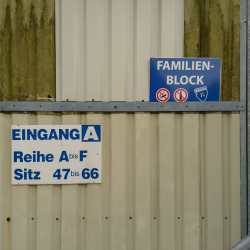 FAMILIEN-
BLOCK
EINGANG A
Reihe A bis F
Sitz 47 bis 66